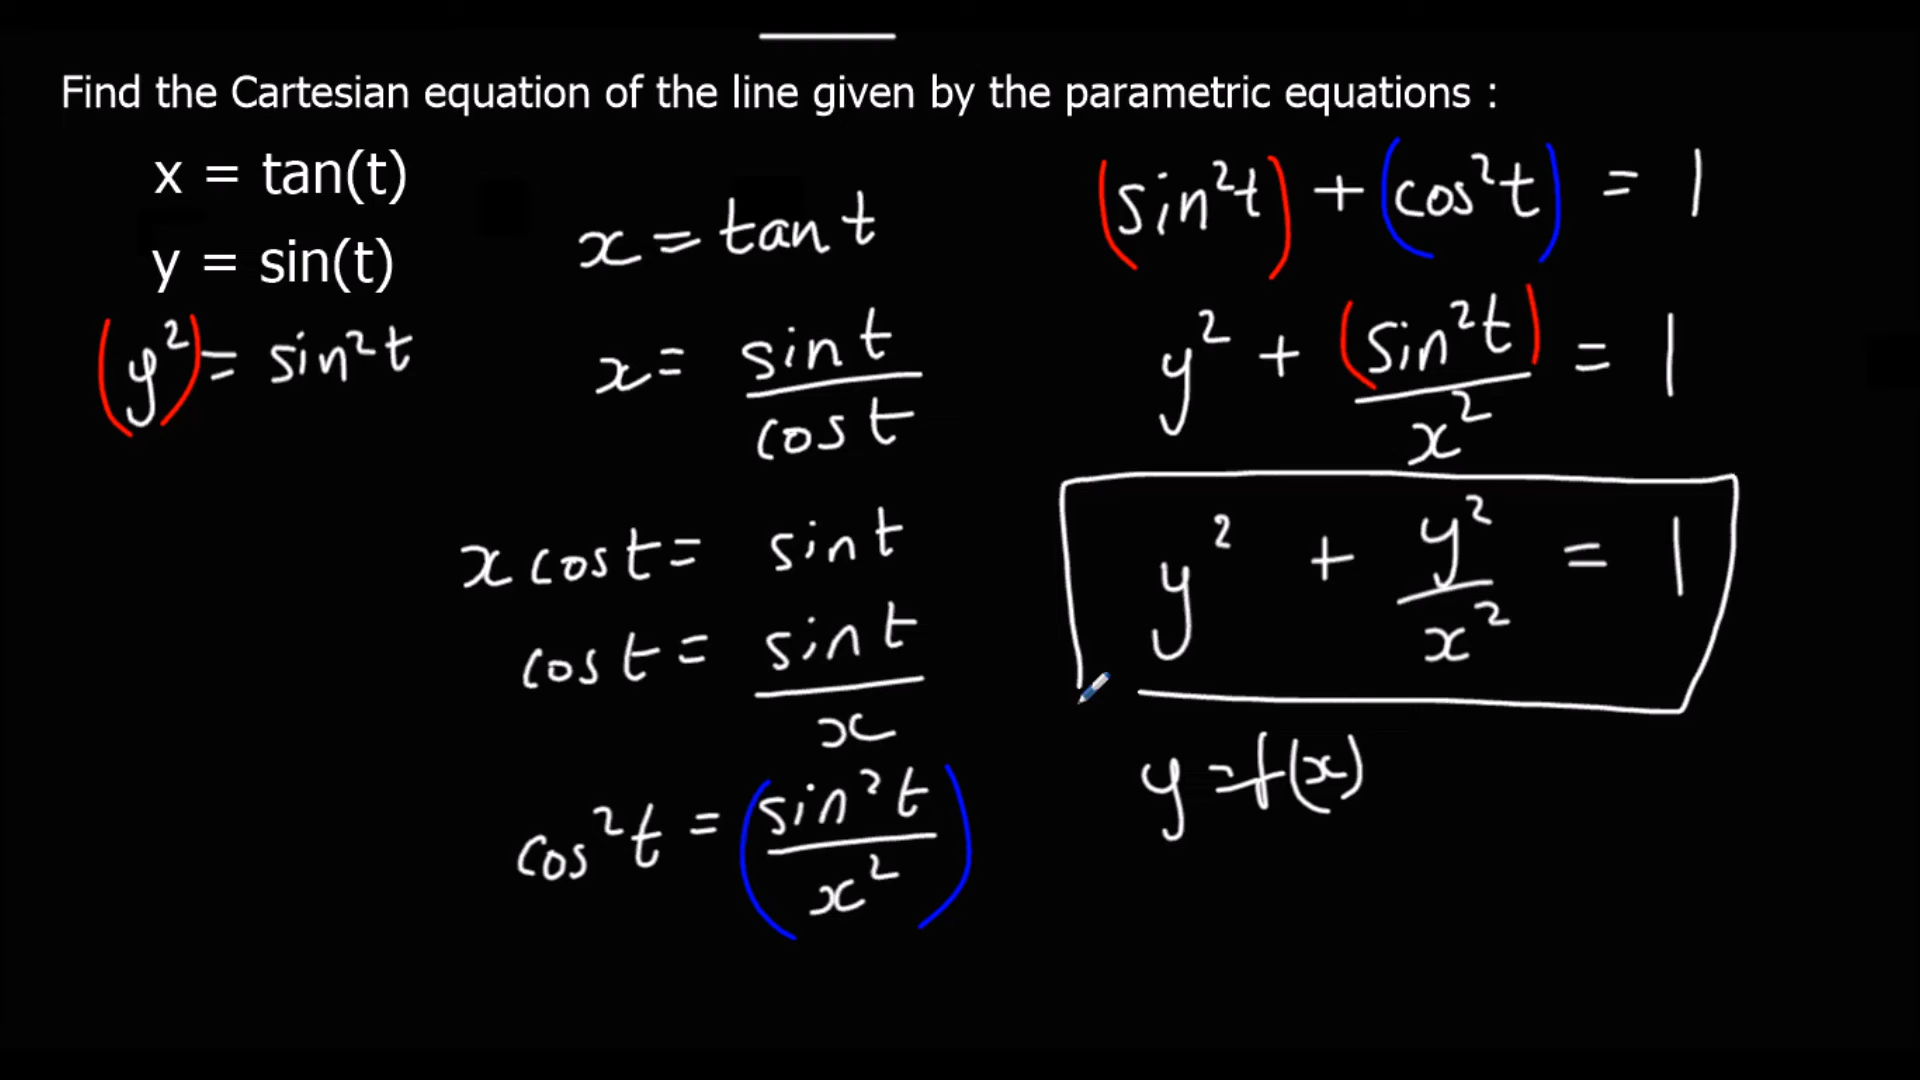 Find the Cartesian equation of the line given by the parametric equations :
x = tan(t)
y = sin(t)
(y²) = sin²t
x = tan t
x = sin t / cos t
x cos t = sin t
cos t = sin t / x
cos²t = (sin²t / x²)
(sin²t) + (cos²t) = 1
y² + (sin²t) / x² = 1
y² + y² / x² = 1
y = f(x)